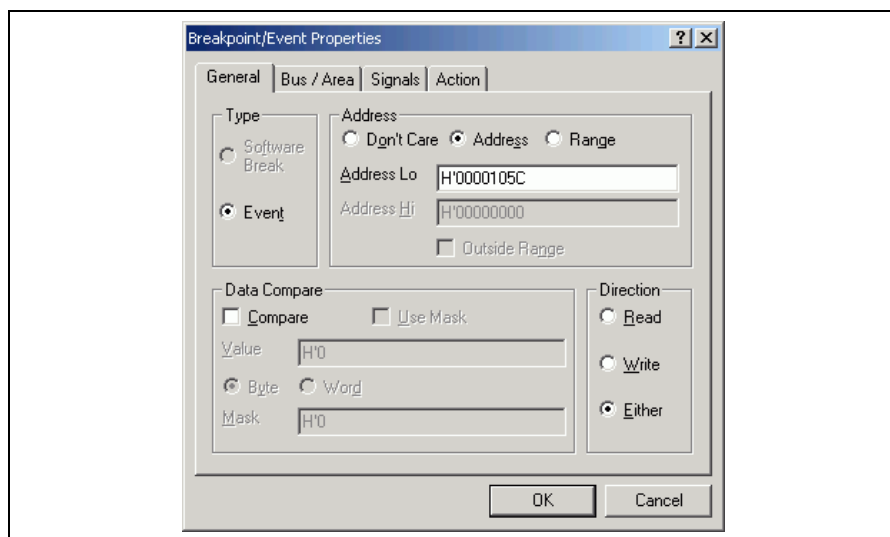 Breakpoint/Event Properties
General Bus / Area Signals Action
Type
Software Break
Event
Address
Don't Care Address Range
Address Lo H'0000105C
Address Hi H'00000000
Outside Range
Data Compare
Compare Use Mask
Value H'0
Byte Word
Mask H'0
Direction
Read
Write
Either
OK Cancel